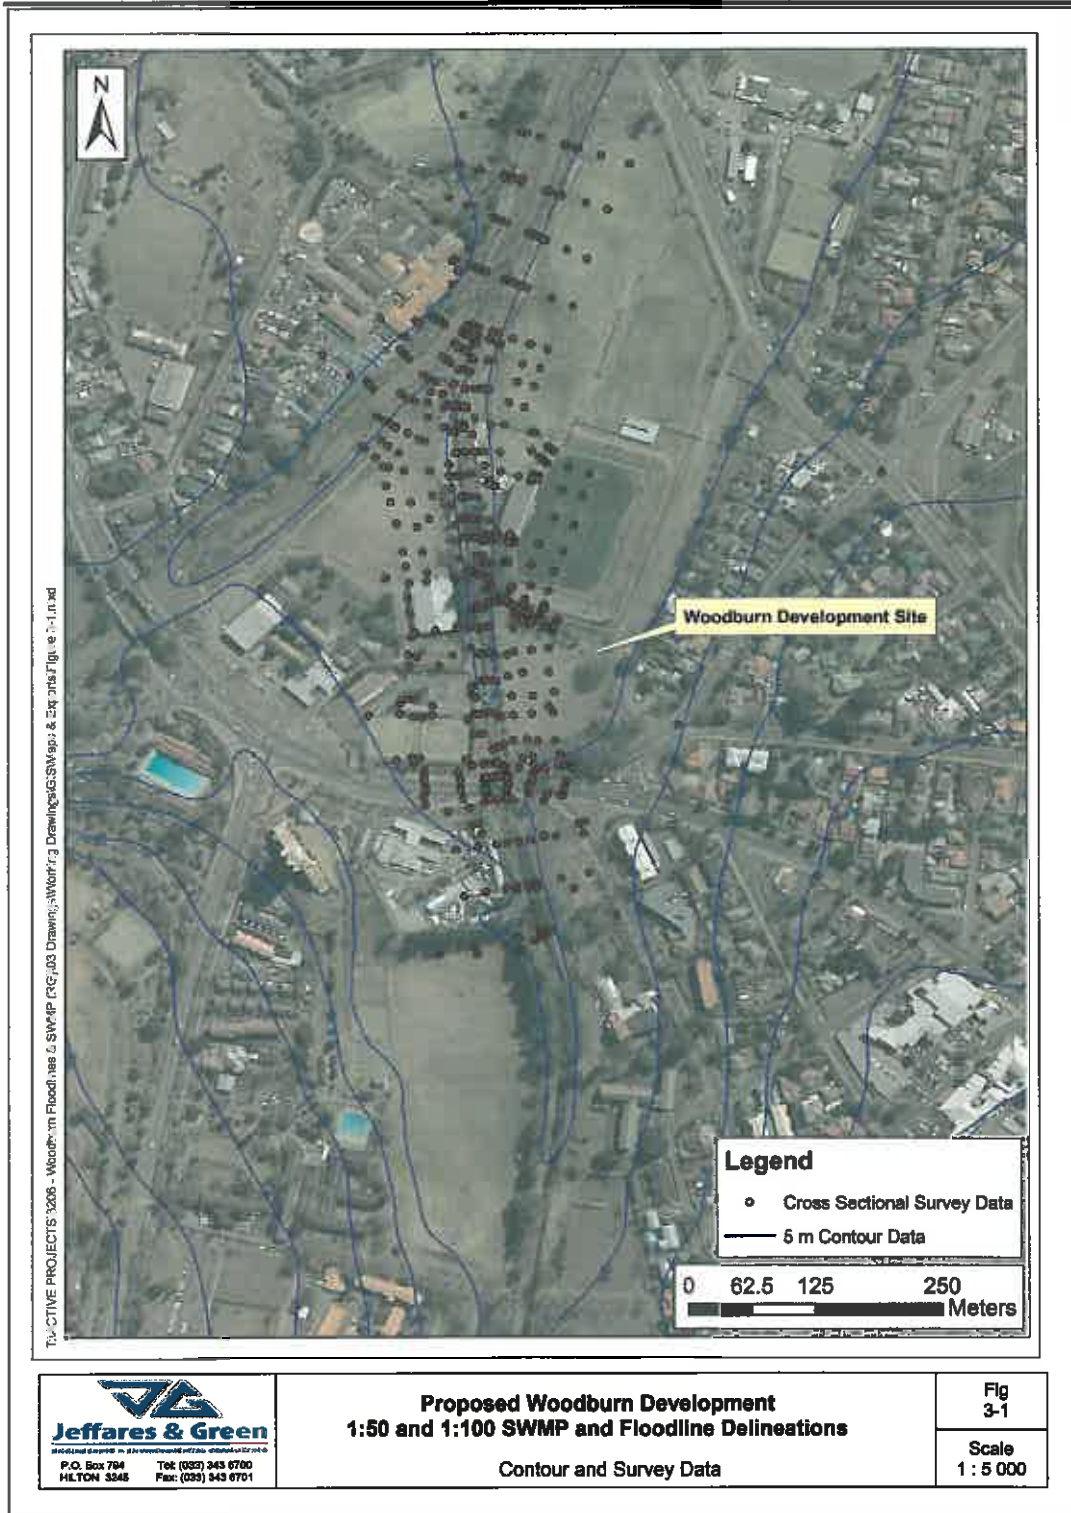 N
Woodburn Development Site
Legend
Cross Sectional Survey Data
5 m Contour Data
0 62.5 125 250
Meters
Jeffares & Green
P.O. Box 794 Tel: (033) 343 6700
HILTON 3245 Fax: (033) 343 6701
Proposed Woodburn Development
1:50 and 1:100 SWMP and Floodline Delineations
Contour and Survey Data
Fig
3-1
Scale
1 : 5 000